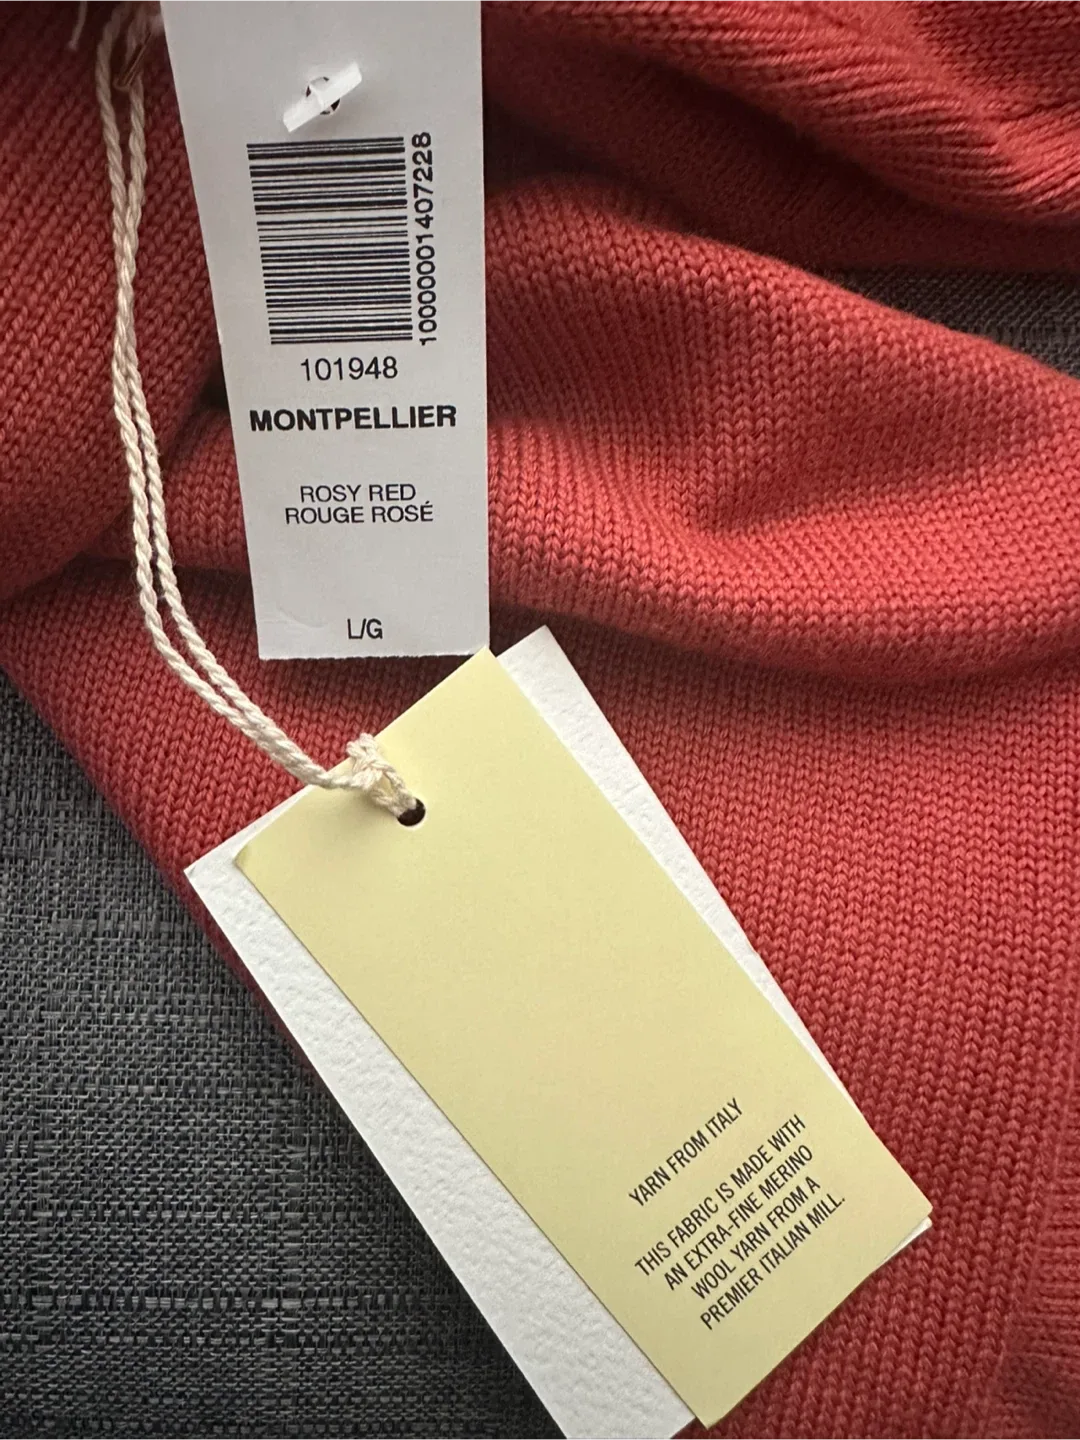 1000001407228
101948
MONTPELLIER
ROSY RED
ROUGE ROSÉ
L/G
YARN FROM ITALY
THIS FABRIC IS MADE WITH
AN EXTRA-FINE MERINO
WOOL YARN FROM A
PREMIER ITALIAN MILL.